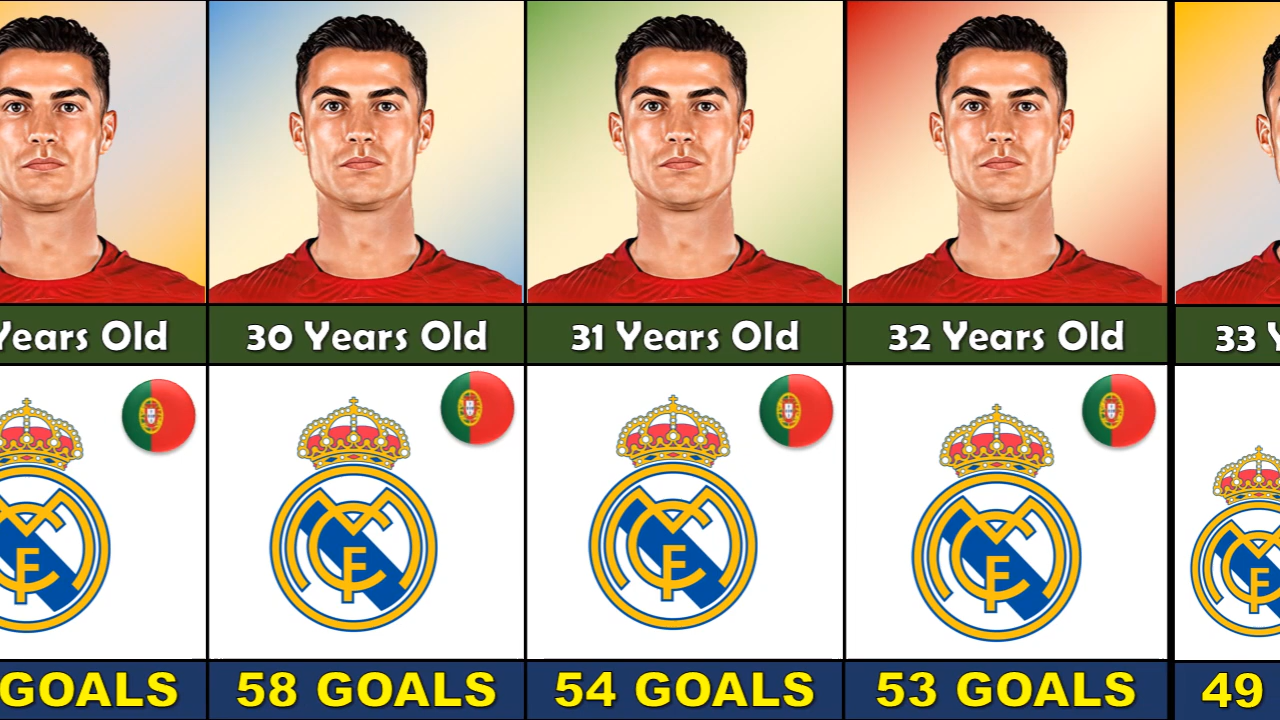 Years Old
30 Years Old
31 Years Old
32 Years Old
33
GOALS
58 GOALS
54 GOALS
53 GOALS
49